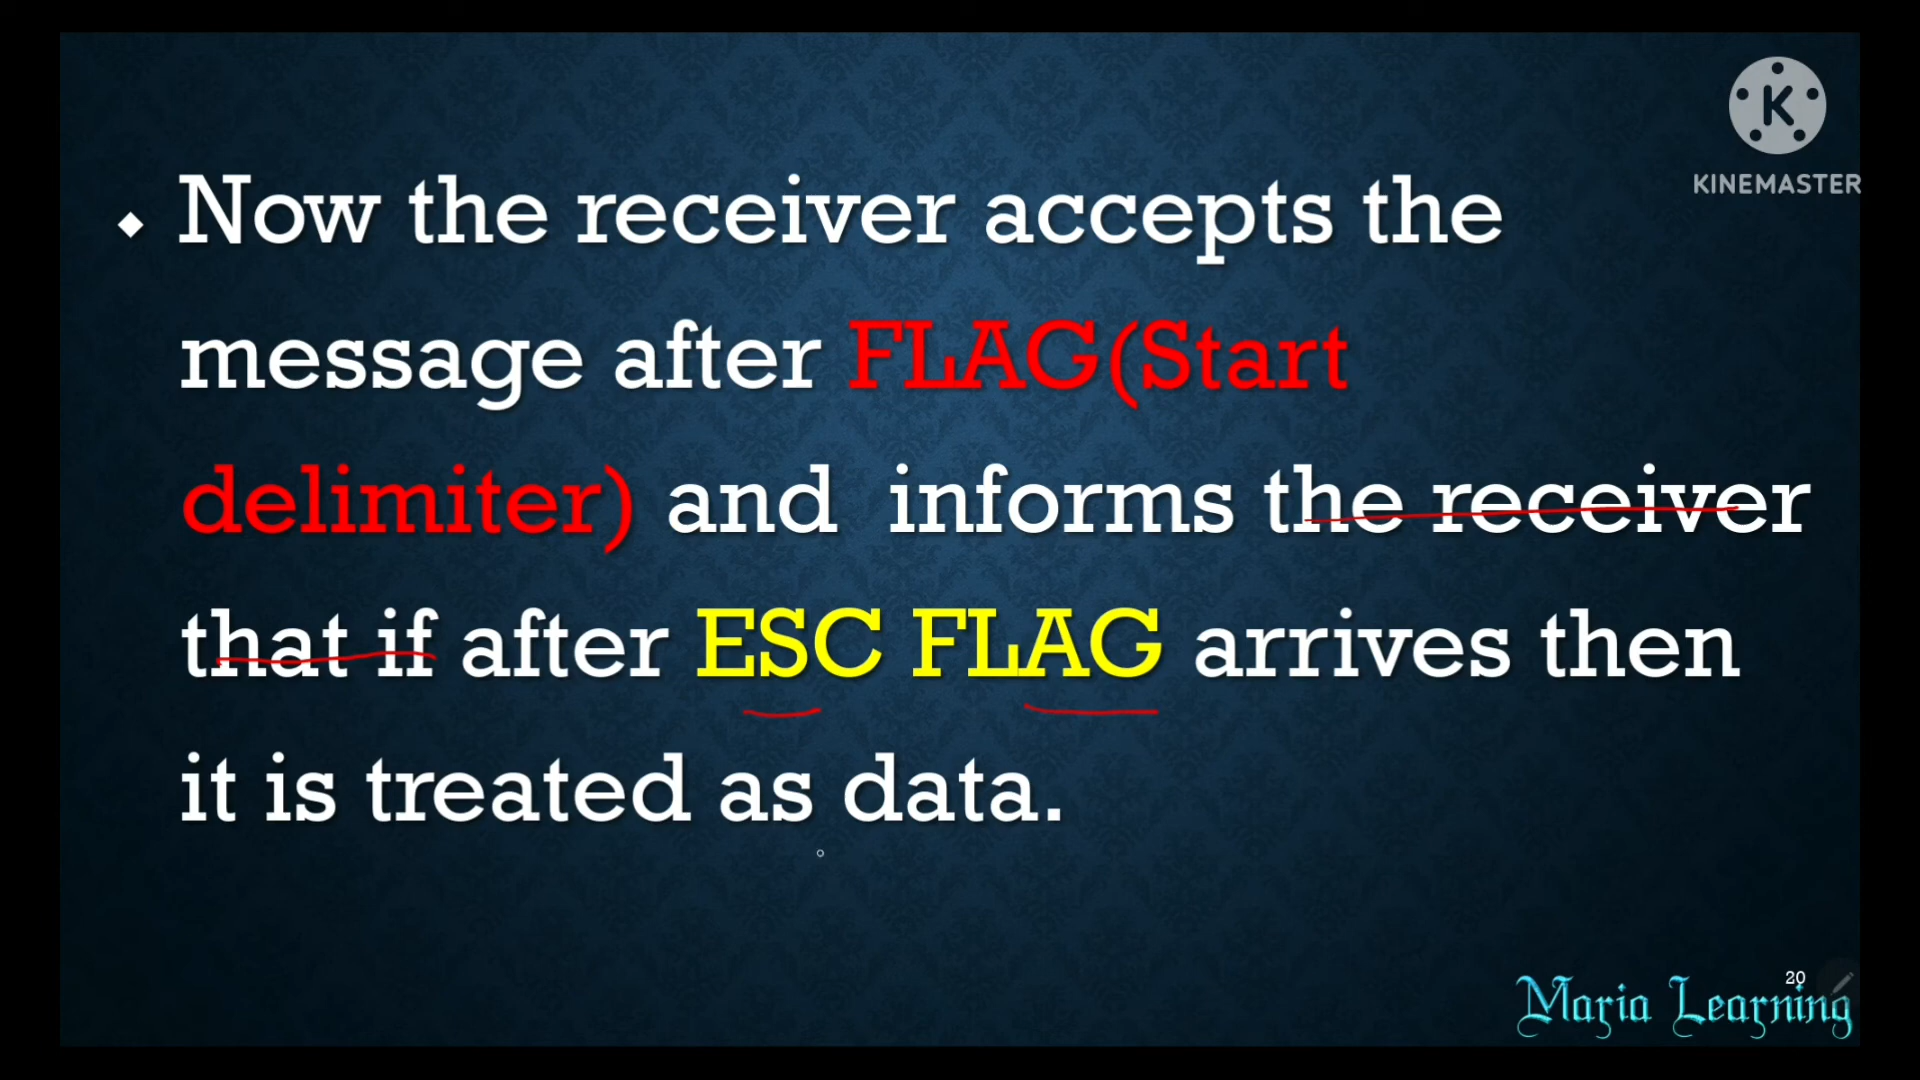 KINEMASTER
Now the receiver accepts the
message after FLAG(Start
delimiter) and informs the receiver
that if after ESC FLAG arrives then
it is treated as data.
20
Maria Learning